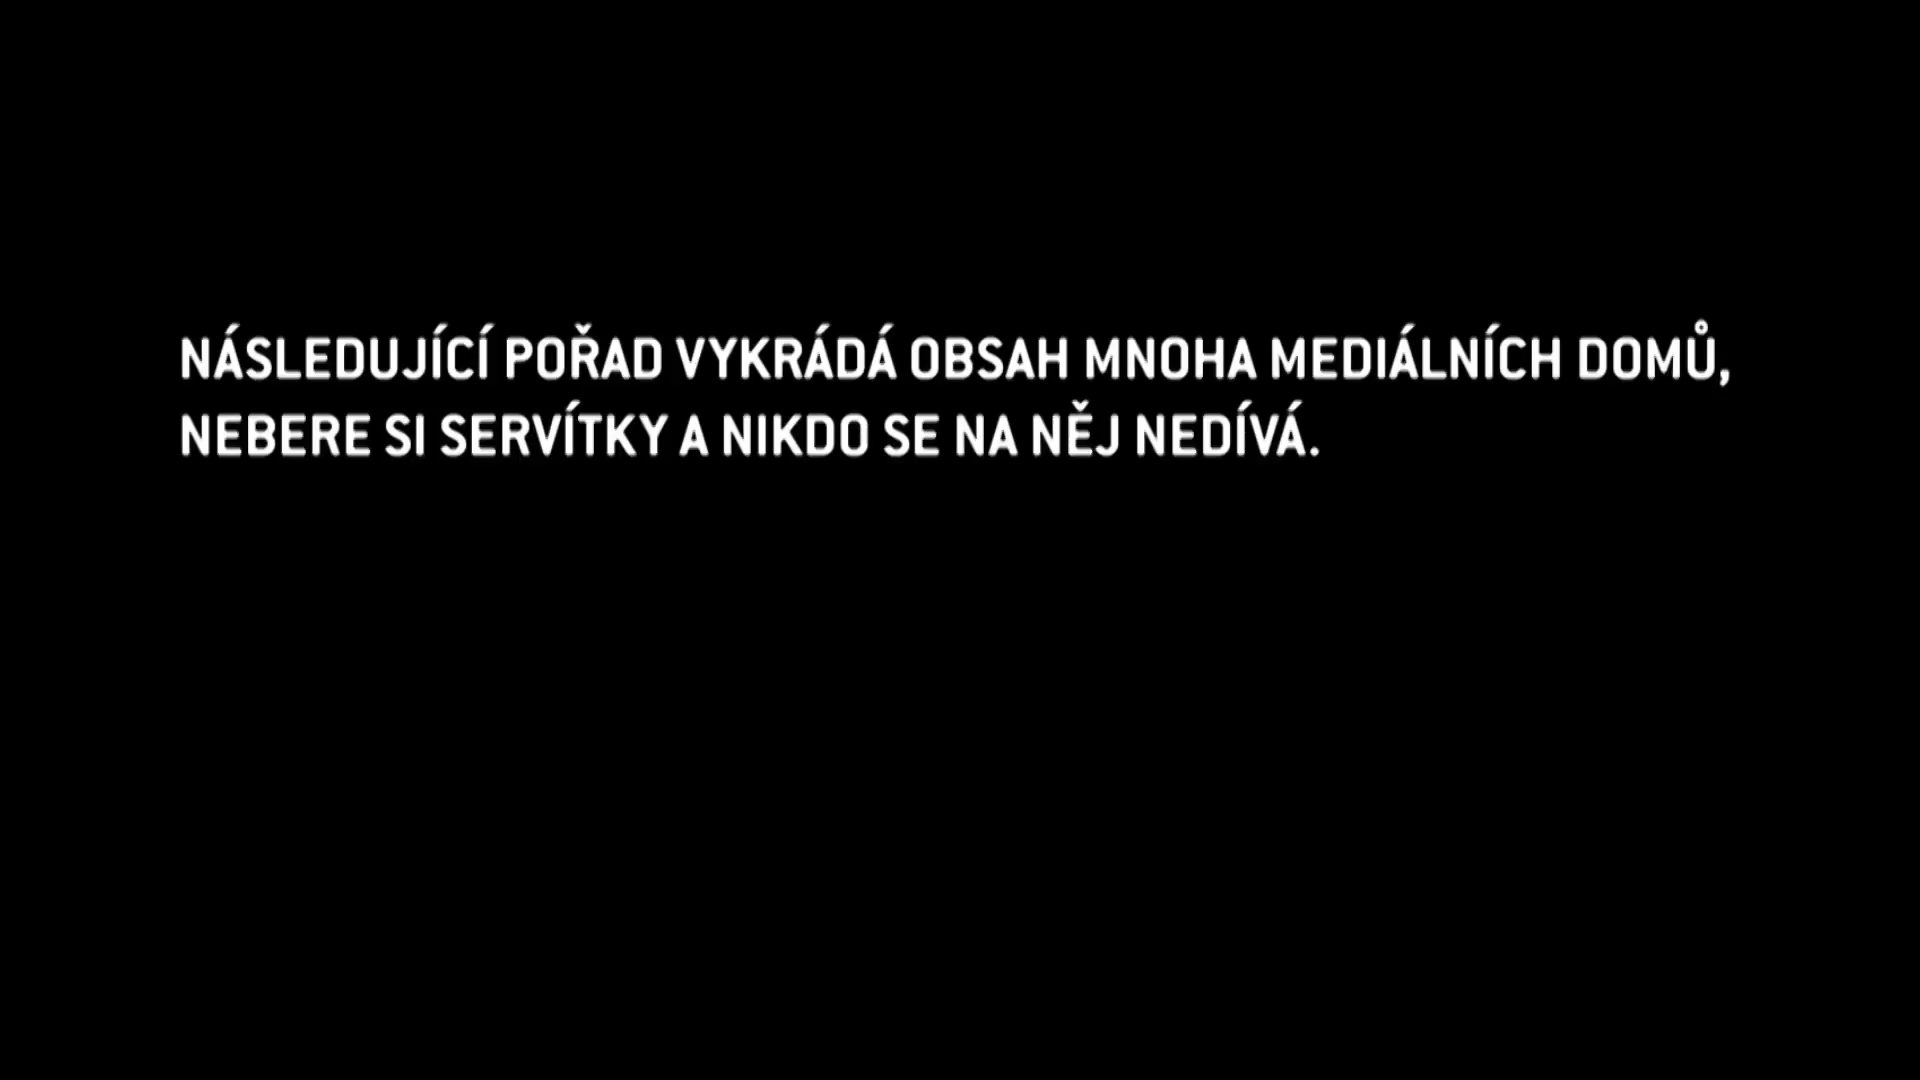 NÁSLEDUJÍCÍ POŘAD VYKRÁDÁ OBSAH MNOHA MEDIÁLNÍCH DOMŮ,
NEBERE SI SERVÍTKY A NIKDO SE NA NĚJ NEDÍVÁ.